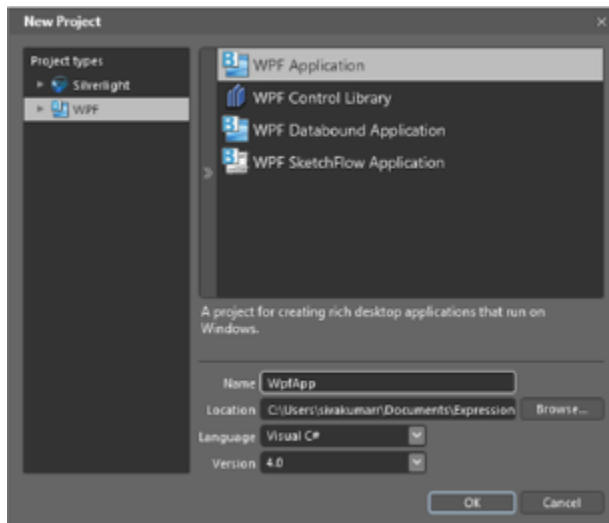 New Project
Project types
Silverlight
WPF
WPF Application
WPF Control Library
WPF Databound Application
WPF SketchFlow Application
A project for creating rich desktop applications that run on
Windows.
Name WpfApp
Location C:\Users\sivakumarr\Documents\Expression Browse...
Language Visual C#
Version 4.0
OK Cancel